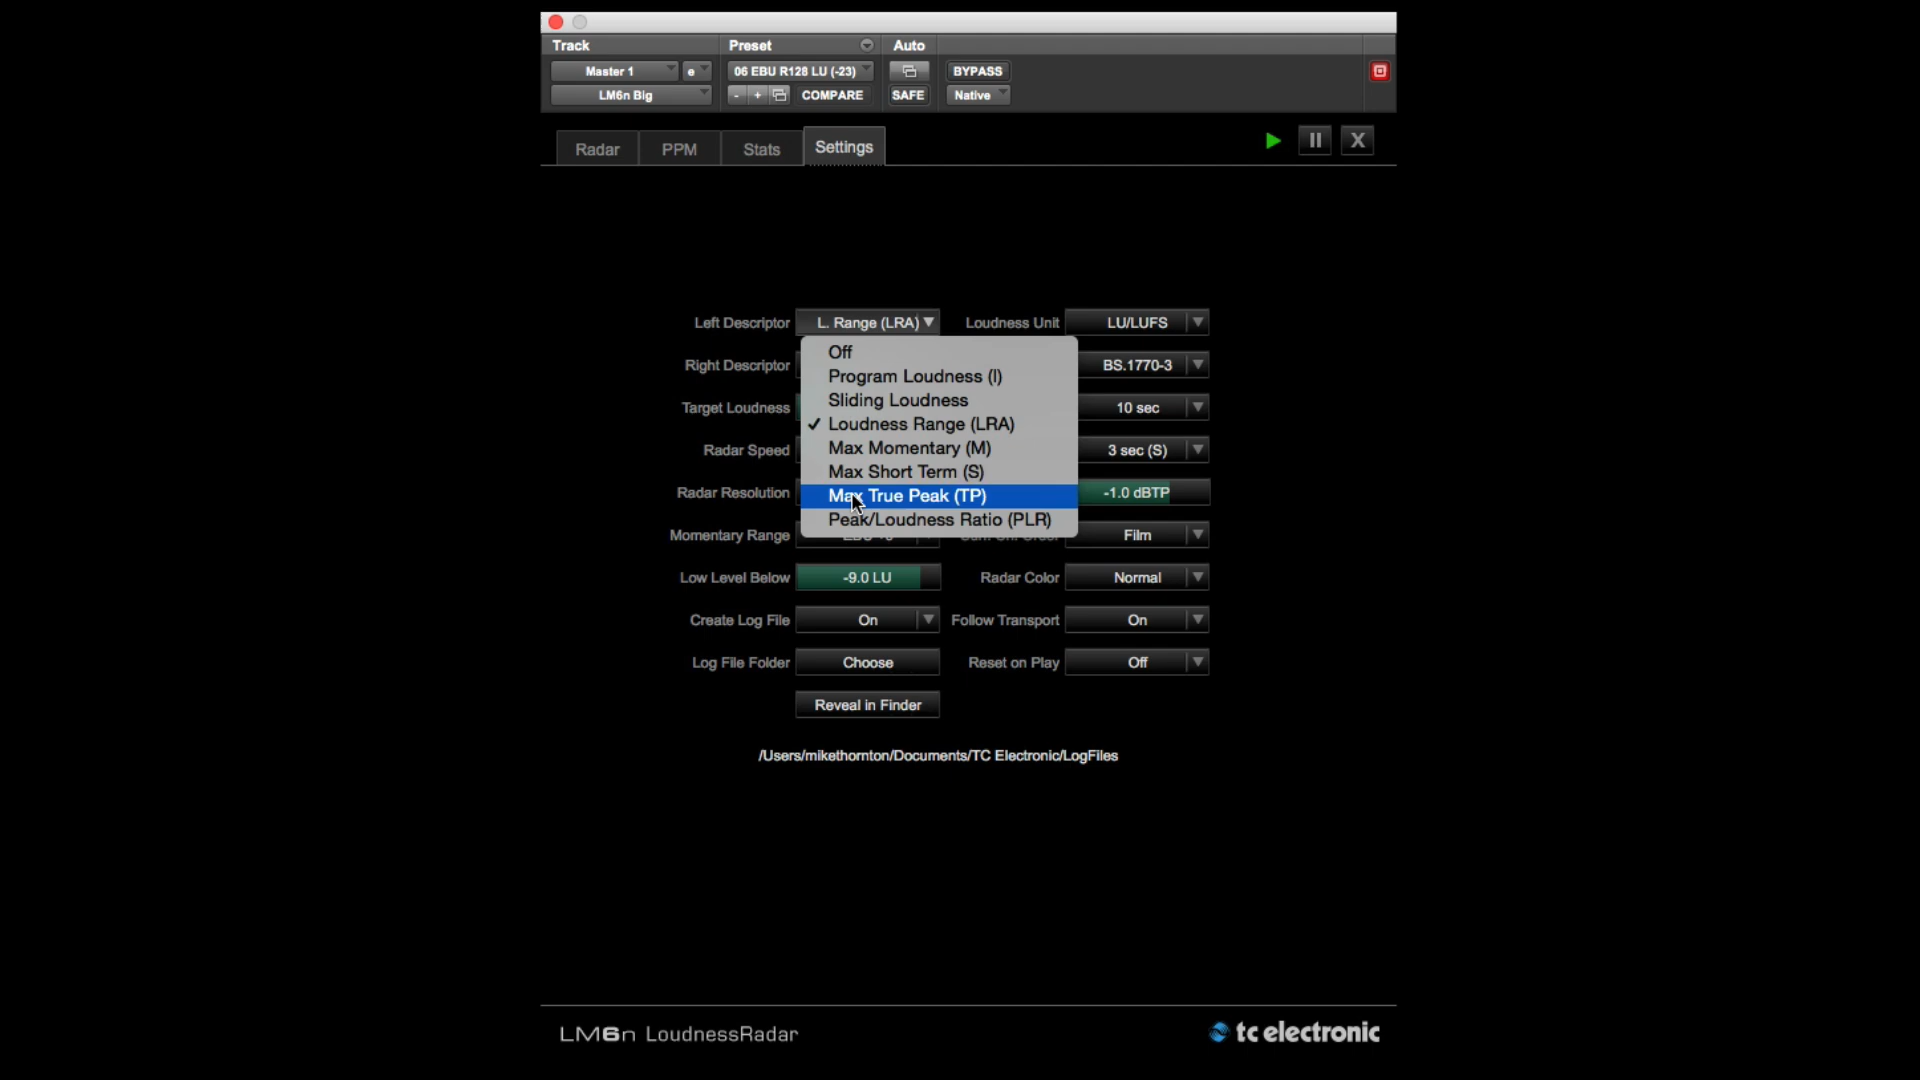 Track
Preset
Auto
Master 1
e
06 EBU R128 LU (-23)
BYPASS
LM6n Big
- +
COMPARE
SAFE
Native
Radar
PPM
Stats
Settings
X
Left Descriptor
L. Range (LRA)
Loudness Unit
LU/LUFS
Off
Right Descriptor
BS.1770-3
Program Loudness (I)
Sliding Loudness
Target Loudness
10 sec
Loudness Range (LRA)
Max Momentary (M)
Radar Speed
3 sec (S)
Max Short Term (S)
Radar Resolution
Max True Peak (TP)
-1.0 dBTP
Peak/Loudness Ratio (PLR)
Momentary Range
Film
Low Level Below
-9.0 LU
Radar Color
Normal
Create Log File
On
Follow Transport
On
Log File Folder
Choose
Reset on Play
Off
Reveal in Finder
/Users/mikethornton/Documents/TC Electronic/LogFiles
LM6n LoudnessRadar
tc electronic